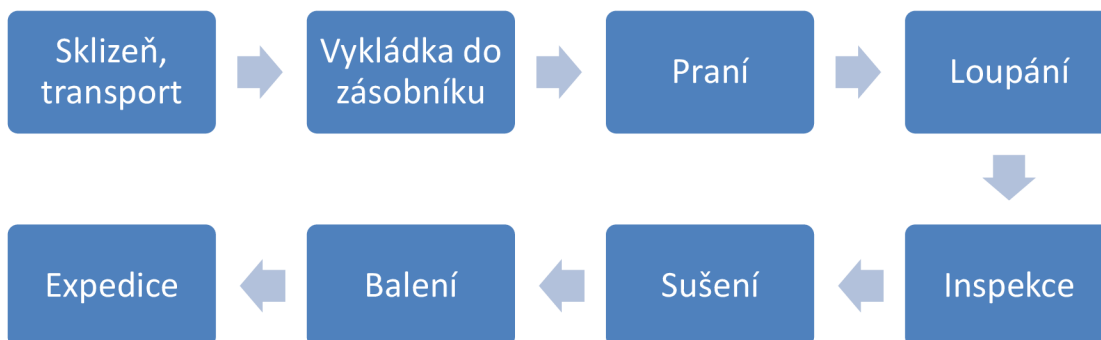 Sklizeň,
transport
Vykládka do
zásobníku
Praní
Loupání
Inspekce
Sušení
Balení
Expedice